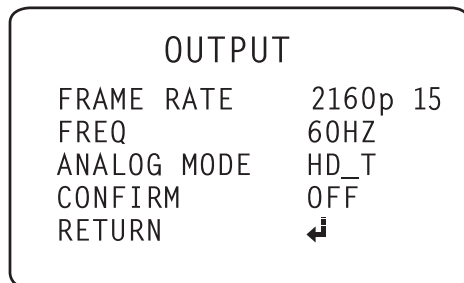 OUTPUT
FRAME RATE 2160p 15
FREQ 60HZ
ANALOG MODE HD_T
CONFIRM OFF
RETURN ↲